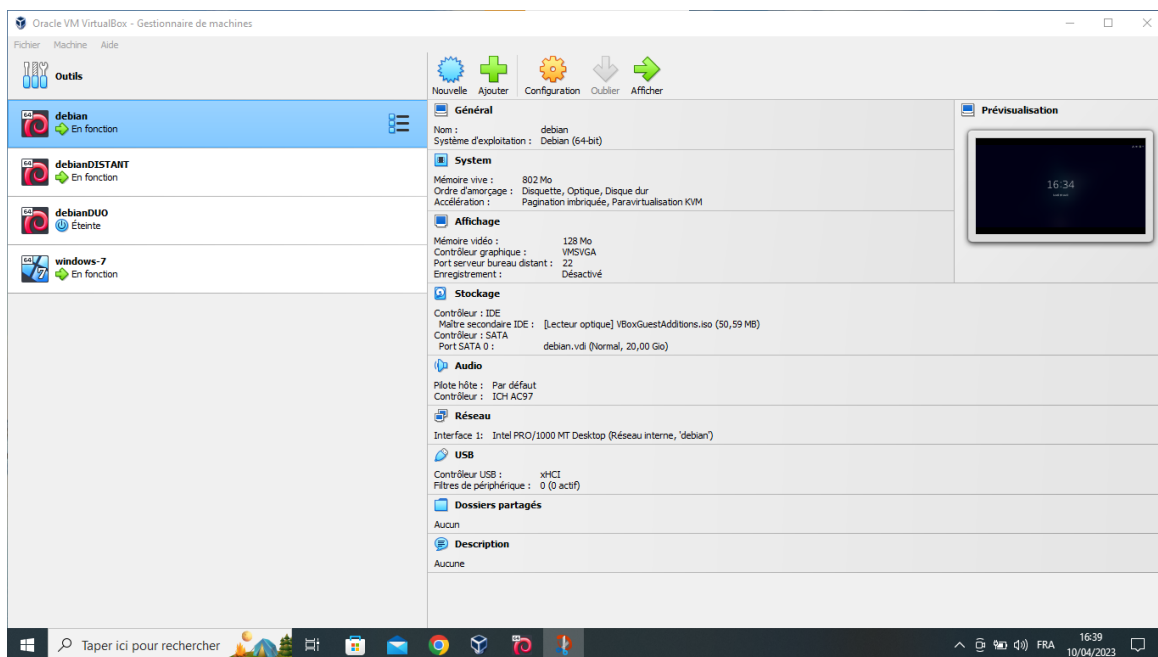 Oracle VM VirtualBox - Gestionnaire de machines
Fichier Machine Aide
Outils
Nouvelle Ajouter Configuration Oublier Afficher
64 debian
En fonction
64 debianDISTANT
En fonction
64 debianDUO
Éteinte
64 windows-7
En fonction
Général
Nom : debian
Système d'exploitation : Debian (64-bit)
System
Mémoire vive : 802 Mo
Ordre d'amorçage : Disquette, Optique, Disque dur
Accélération : Pagination imbriquée, Paravirtualisation KVM
Affichage
Mémoire vidéo : 128 Mo
Contrôleur graphique : VMSVGA
Port serveur bureau distant : 22
Enregistrement : Désactivé
Prévisualisation
16:34
Stockage
Contrôleur : IDE
Maître secondaire IDE : [Lecteur optique] VBoxGuestAdditions.iso (50,59 MB)
Contrôleur : SATA
Port SATA 0 : debian.vdi (Normal, 20,00 Gio)
Audio
Pilote hôte : Par défaut
Contrôleur : ICH AC97
Réseau
Interface 1: Intel PRO/1000 MT Desktop (Réseau interne, 'debian')
USB
Contrôleur USB : xHCI
Filtres de périphérique : 0 (0 actif)
Dossiers partagés
Aucun
Description
Aucune
Taper ici pour rechercher
FRA
16:39
10/04/2023